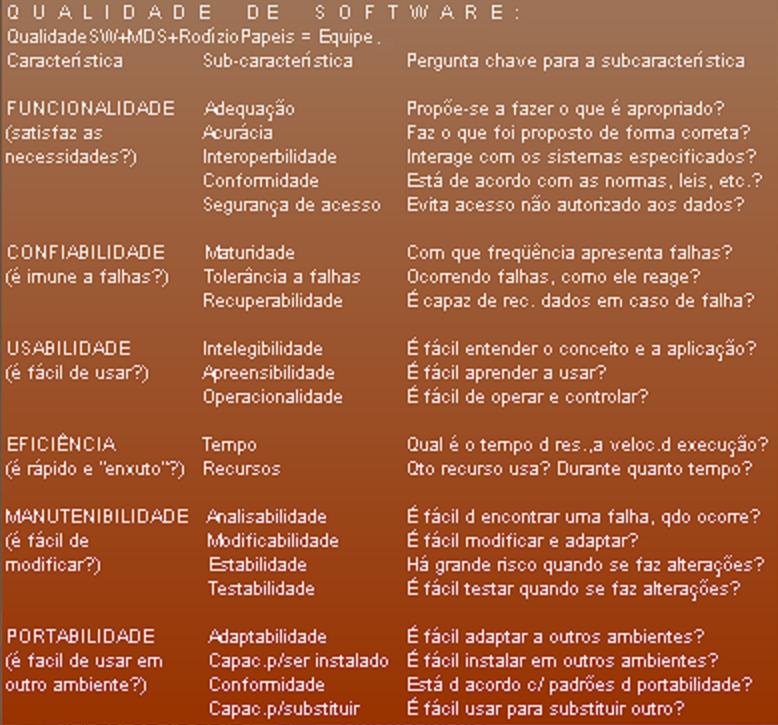 QUALIDADE DE SOFTWARE:
QualidadeSW+MDS+RodízioPapeis = Equipe.
Característica Sub-característica Pergunta chave para a subcaracterística
FUNCIONALIDADE Adequação Propõe-se a fazer o que é apropriado?
(satisfaz as Acurácia Faz o que foi proposto de forma correta?
necessidades?) Interoperbilidade Interage com os sistemas especificados?
Conformidade Está de acordo com as normas, leis, etc.?
Segurança de acesso Evita acesso não autorizado aos dados?
CONFIABILIDADE Maturidade Com que freqüência apresenta falhas?
(é imune a falhas?) Tolerância a falhas Ocorrendo falhas, como ele reage?
Recuperabilidade É capaz de rec. dados em caso de falha?
USABILIDADE Intelegibilidade É fácil entender o conceito e a aplicação?
(é fácil de usar?) Apreensibilidade É fácil aprender a usar?
Operacionalidade É fácil de operar e controlar?
EFICIÊNCIA Tempo Qual é o tempo d res.,a veloc.d execução?
(é rápido e "enxuto"?) Recursos Qto recurso usa? Durante quanto tempo?
MANUTENIBILIDADE Analisabilidade É fácil d encontrar uma falha, qdo ocorre?
(é fácil de Modificabilidade É fácil modificar e adaptar?
modificar?) Estabilidade Há grande risco quando se faz alterações?
Testabilidade É fácil testar quando se faz alterações?
PORTABILIDADE Adaptabilidade É fácil adaptar a outros ambientes?
(é facil de usar em Capac.p/ser instalado É fácil instalar em outros ambientes?
outro ambiente?) Conformidade Está d acordo c/ padrões d portabilidade?
Capac.p/substituir É fácil usar para substituir outro?